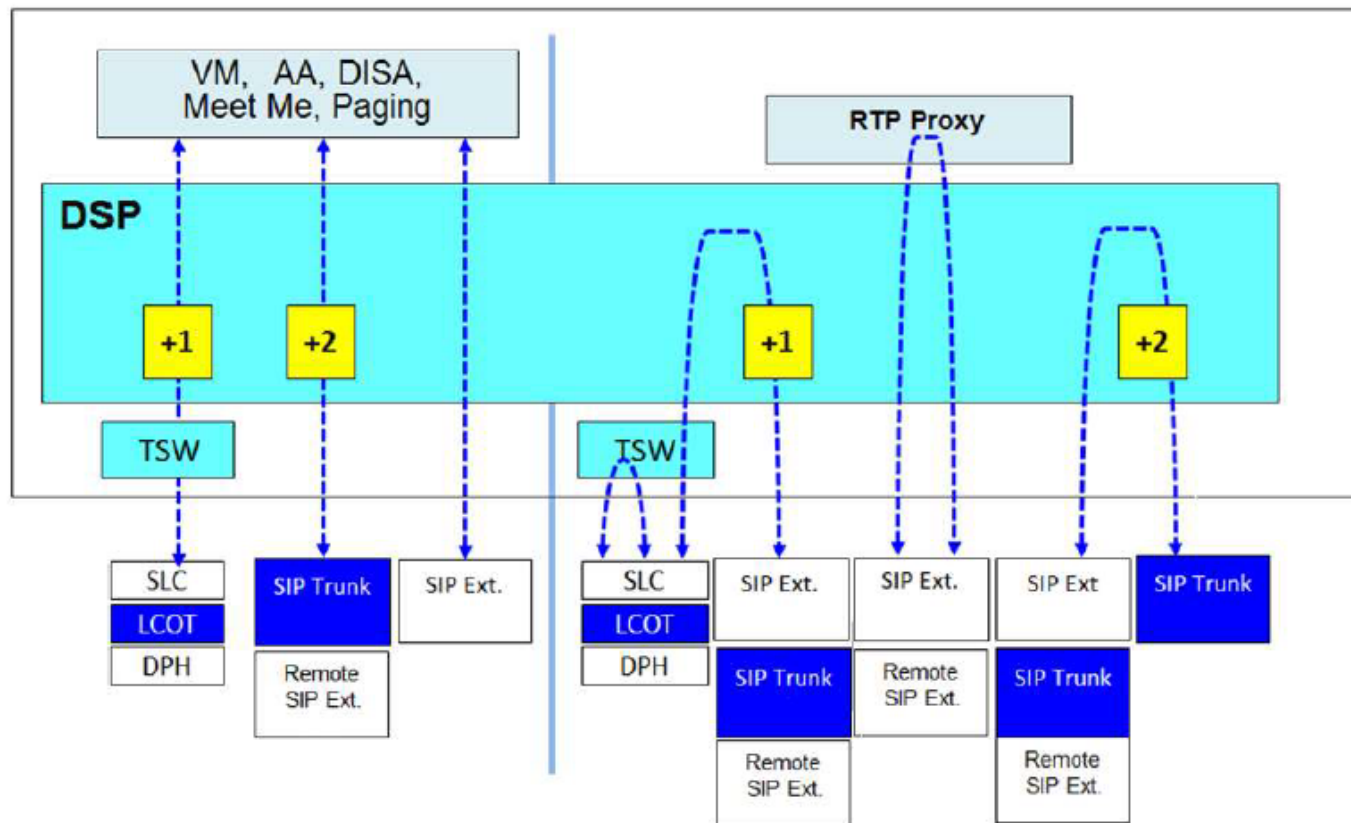 VM, AA, DISA,
Meet Me, Paging
RTP Proxy
DSP
+1
+2
+1
+2
TSW
TSW
SLC
LCOT
DPH
SIP Trunk
Remote
SIP Ext.
SIP Ext.
SLC
LCOT
DPH
SIP Ext.
SIP Trunk
Remote
SIP Ext.
SIP Ext.
Remote
SIP Ext.
SIP Ext
SIP Trunk
Remote
SIP Ext.
SIP Trunk